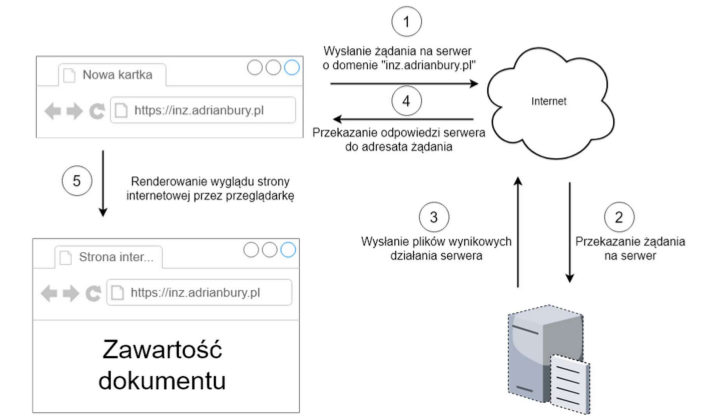 1
Wysłanie żądania na serwer
o domenie "inz.adrianbury.pl"
Nowa kartka
https://inz.adrianbury.pl
Internet
4
Przekazanie odpowiedzi serwera
do adresata żądania
5
Renderowanie wyglądu strony
internetowej przez przeglądarkę
3
Wysłanie plików wynikowych
działania serwera
2
Przekazanie żądania
na serwer
Strona inter...
https://inz.adrianbury.pl
Zawartość
dokumentu